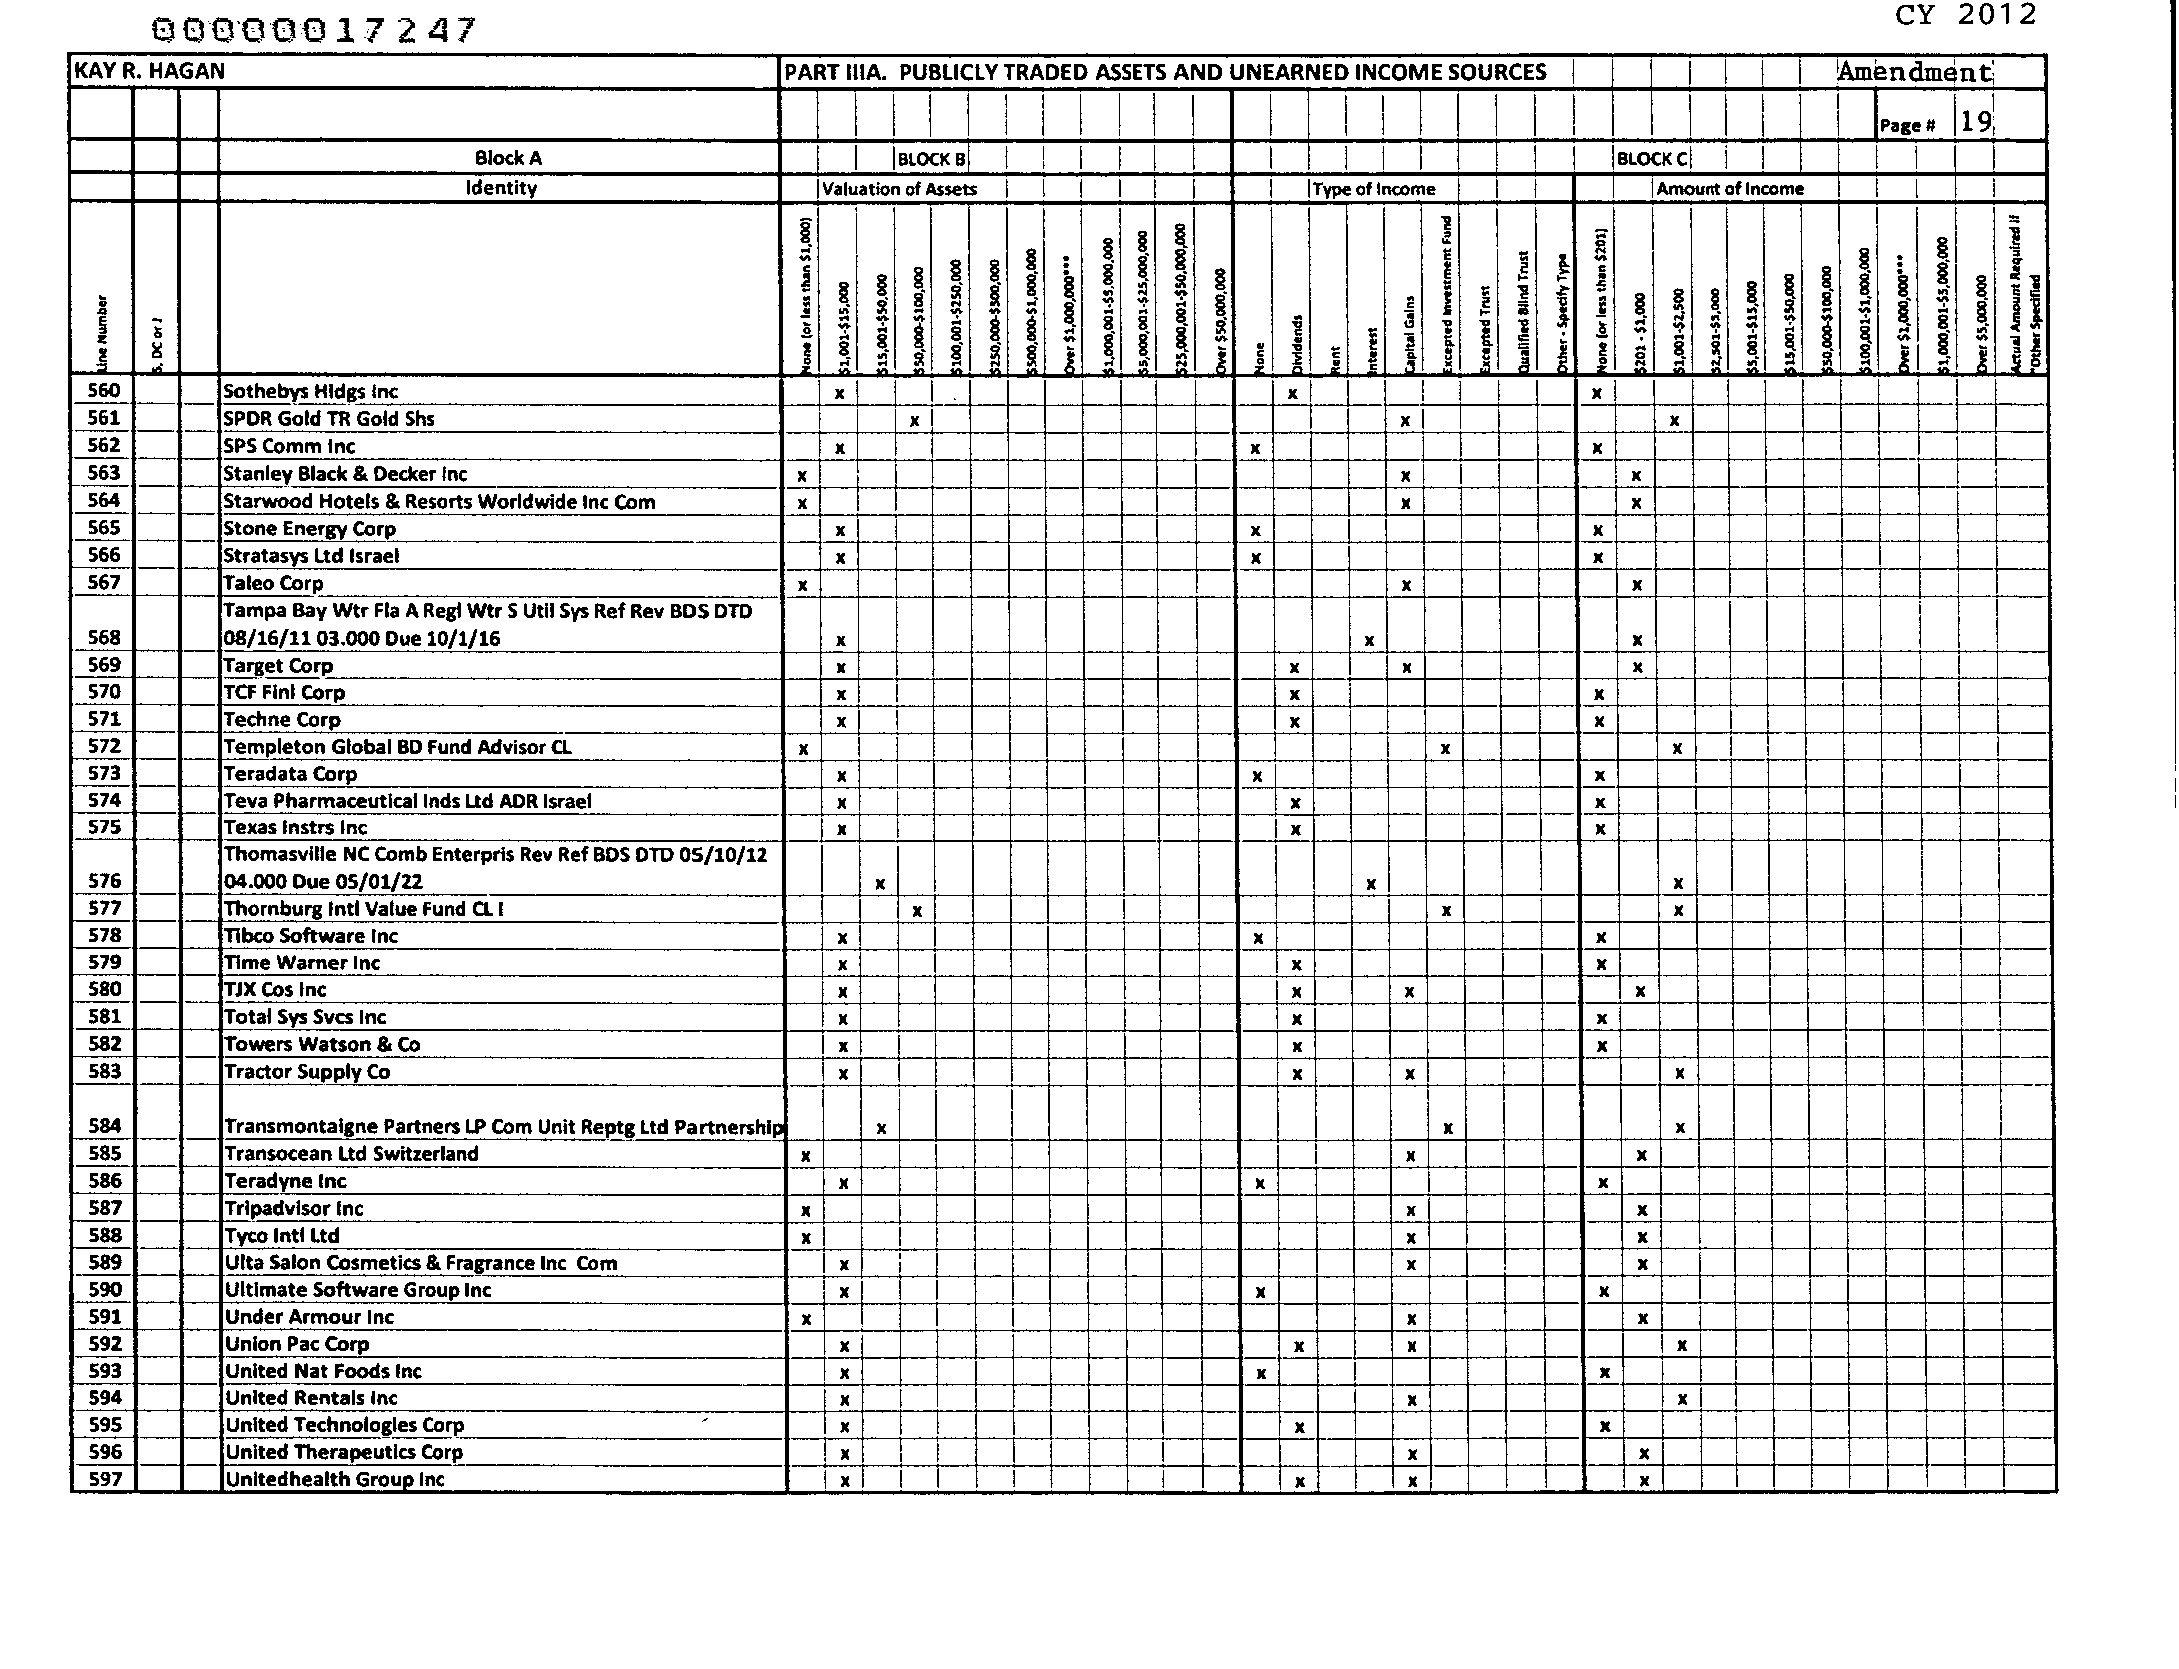 00000017247
CY 2012
KAY R. HAGAN PART IIIA. PUBLICLY TRADED ASSETS AND UNEARNED INCOME SOURCES Amendment
Page # 19
Block A BLOCK B BLOCK C
Identity Valuation of Assets Type of Income Amount of Income
Line Number
S, DC or J
None (or less than $1,000)
$1,001-$15,000
$15,001-$50,000
$50,000-$100,000
$100,001-$250,000
$250,000-$500,000
$500,000-$1,000,000
Over $1,000,000***
$1,000,001-$5,000,000
$5,000,001-$25,000,000
$25,000,001-$50,000,000
Over $50,000,000
None
Dividends
Rent
Interest
Capital Gains
Excepted Investment Fund
Excepted Trust
Qualified Blind Trust
Other - Specify Type
None (or less than $201)
$201 - $1,000
$1,001-$2,500
$2,501-$5,000
$5,001-$15,000
$15,001-$50,000
$50,000-$100,000
$100,001-$1,000,000
Over $1,000,000***
$1,000,001-$5,000,000
Over $5,000,000
Actual Amount Required if
"Other Specified
560 Sothebys Hldgs Inc x x x
561 SPDR Gold TR Gold Shs x x x
562 SPS Comm Inc x x x
563 Stanley Black & Decker Inc x x x
564 Starwood Hotels & Resorts Worldwide Inc Com x x x
565 Stone Energy Corp x x x
566 Stratasys Ltd Israel x x x
567 Taleo Corp x x x
Tampa Bay Wtr Fla A Regl Wtr S Util Sys Ref Rev BDS DTD
568 08/16/11 03.000 Due 10/1/16 x x x
569 Target Corp x x x x
570 TCF Finl Corp x x x
571 Techne Corp x x x
572 Templeton Global BD Fund Advisor CL x x x
573 Teradata Corp x x x
574 Teva Pharmaceutical Inds Ltd ADR Israel x x x
575 Texas Instrs Inc x x x
Thomasville NC Comb Enterpris Rev Ref BDS DTD 05/10/12
576 04.000 Due 05/01/22 x x x
577 Thornburg Intl Value Fund CL I x x x
578 Tibco Software Inc x x x
579 Time Warner Inc x x x
580 TJX Cos Inc x x x x
581 Total Sys Svcs Inc x x x
582 Towers Watson & Co x x x
583 Tractor Supply Co x x x x
584 Transmontaigne Partners LP Com Unit Reptg Ltd Partnership x x x
585 Transocean Ltd Switzerland x x x
586 Teradyne Inc x x x
587 Tripadvisor Inc x x x
588 Tyco Intl Ltd x x x
589 Ulta Salon Cosmetics & Fragrance Inc Com x x x
590 Ultimate Software Group Inc x x x
591 Under Armour Inc x x x
592 Union Pac Corp x x x x
593 United Nat Foods Inc x x x
594 United Rentals Inc x x x
595 United Technologies Corp x x x
596 United Therapeutics Corp x x x
597 Unitedhealth Group Inc x x x x